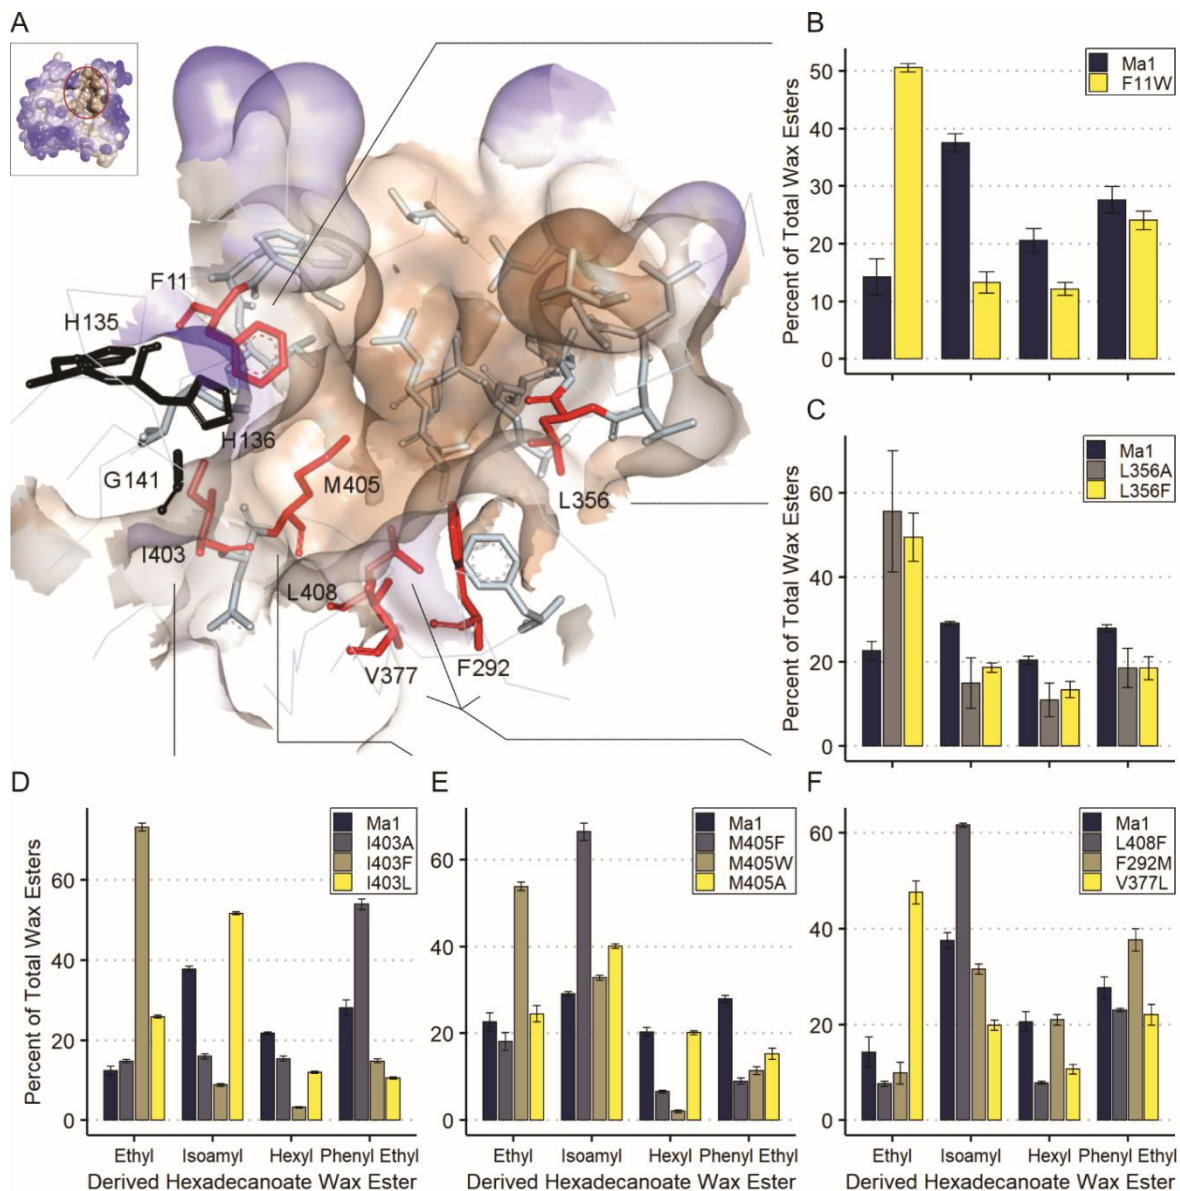 A
F11
H135
H136
G141
M405
I403
L408
V377
F292
L356
B
Percent of Total Wax Esters
50
40
30
20
10
0
Ma1
F11W
C
Percent of Total Wax Esters
60
40
20
0
Ma1
L356A
L356F
D
Percent of Total Wax Esters
60
40
20
0
Ma1
I403A
I403F
I403L
Ethyl Isoamyl Hexyl Phenyl Ethyl
Derived Hexadecanoate Wax Ester
E
60
40
20
0
Ma1
M405F
M405W
M405A
Ethyl Isoamyl Hexyl Phenyl Ethyl
Derived Hexadecanoate Wax Ester
F
60
40
20
0
Ma1
L408F
F292M
V377L
Ethyl Isoamyl Hexyl Phenyl Ethyl
Derived Hexadecanoate Wax Ester